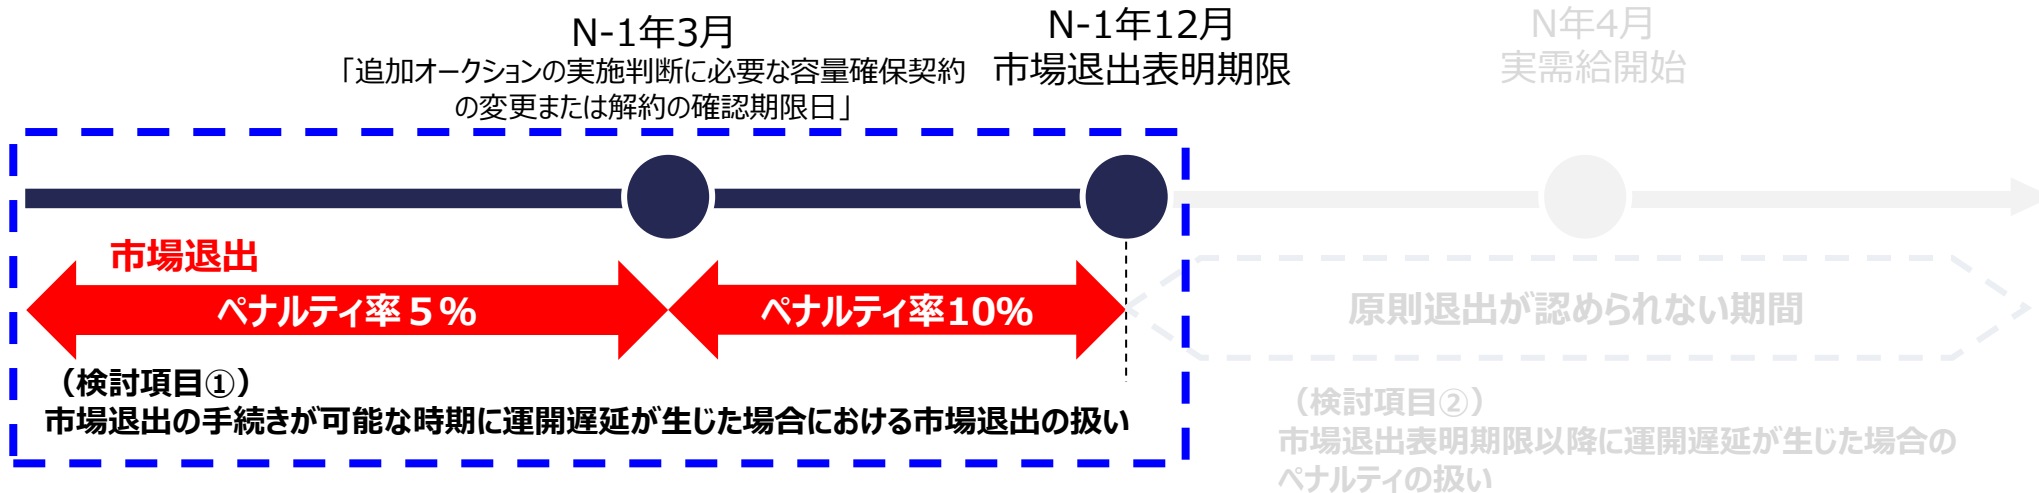 N-1年3月
「追加オークションの実施判断に必要な容量確保契約
の変更または解約の確認期限日」
N-1年12月
市場退出表明期限
N年4月
実需給開始
市場退出
ペナルティ率５%
ペナルティ率10%
原則退出が認められない期間
（検討項目①）
市場退出の手続きが可能な時期に運開遅延が生じた場合における市場退出の扱い
（検討項目②）
市場退出表明期限以降に運開遅延が生じた場合の
ペナルティの扱い